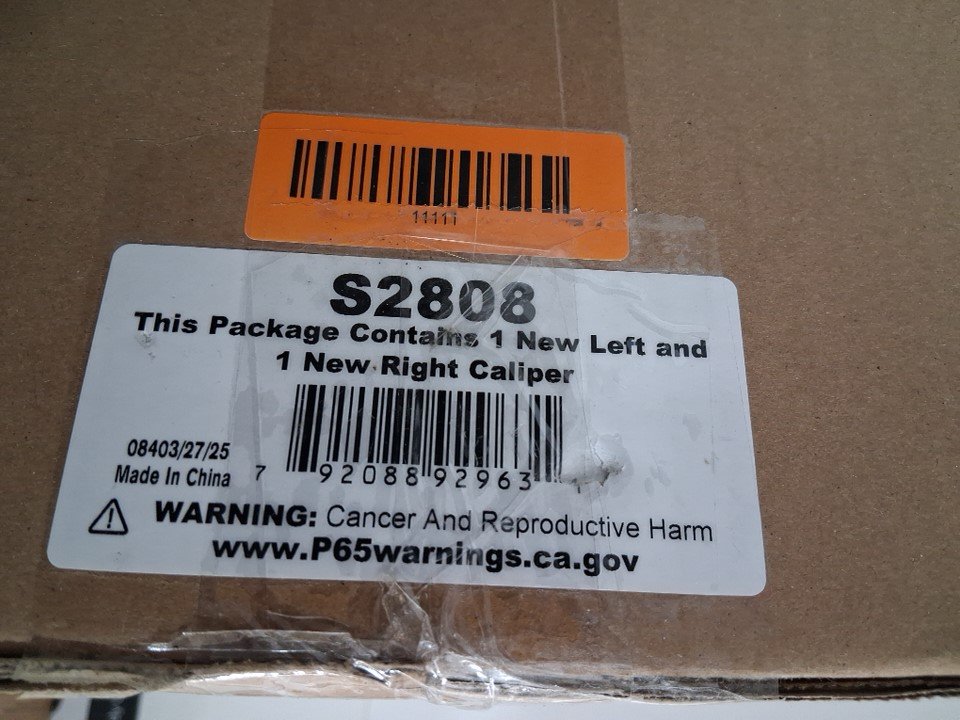 11111
S2808
This Package Contains 1 New Left and
1 New Right Caliper
08403/27/25
Made In China
7 92088 92963
WARNING: Cancer And Reproductive Harm
www.P65warnings.ca.gov